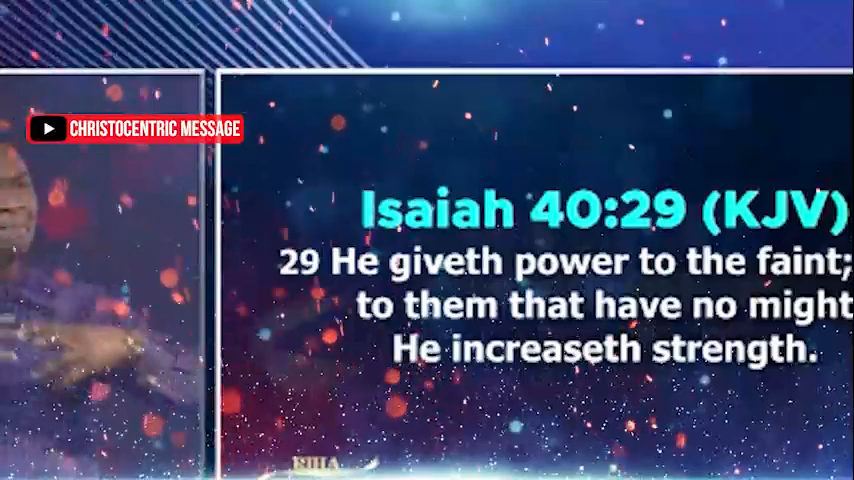 CHRISTOCENTRIC MESSAGE
Isaiah 40:29 (KJV)
29 He giveth power to the faint;
to them that have no might
He increaseth strength.